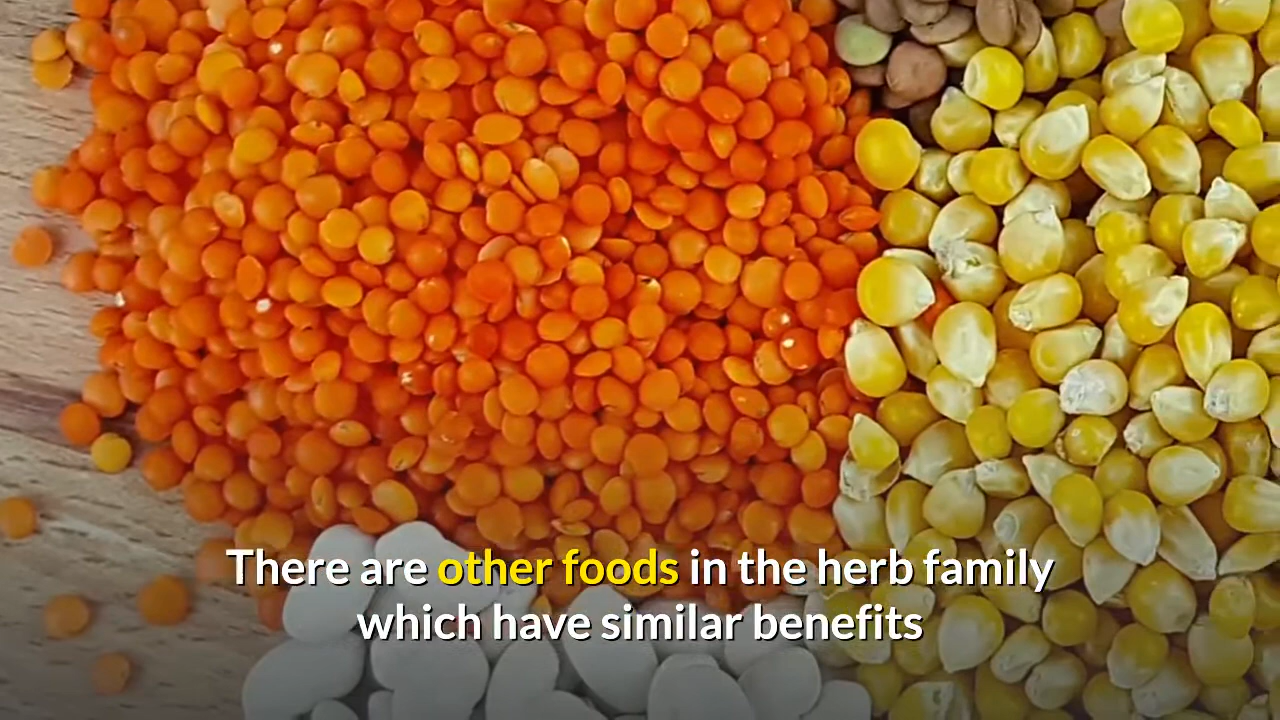 There are other foods in the herb family
which have similar benefits